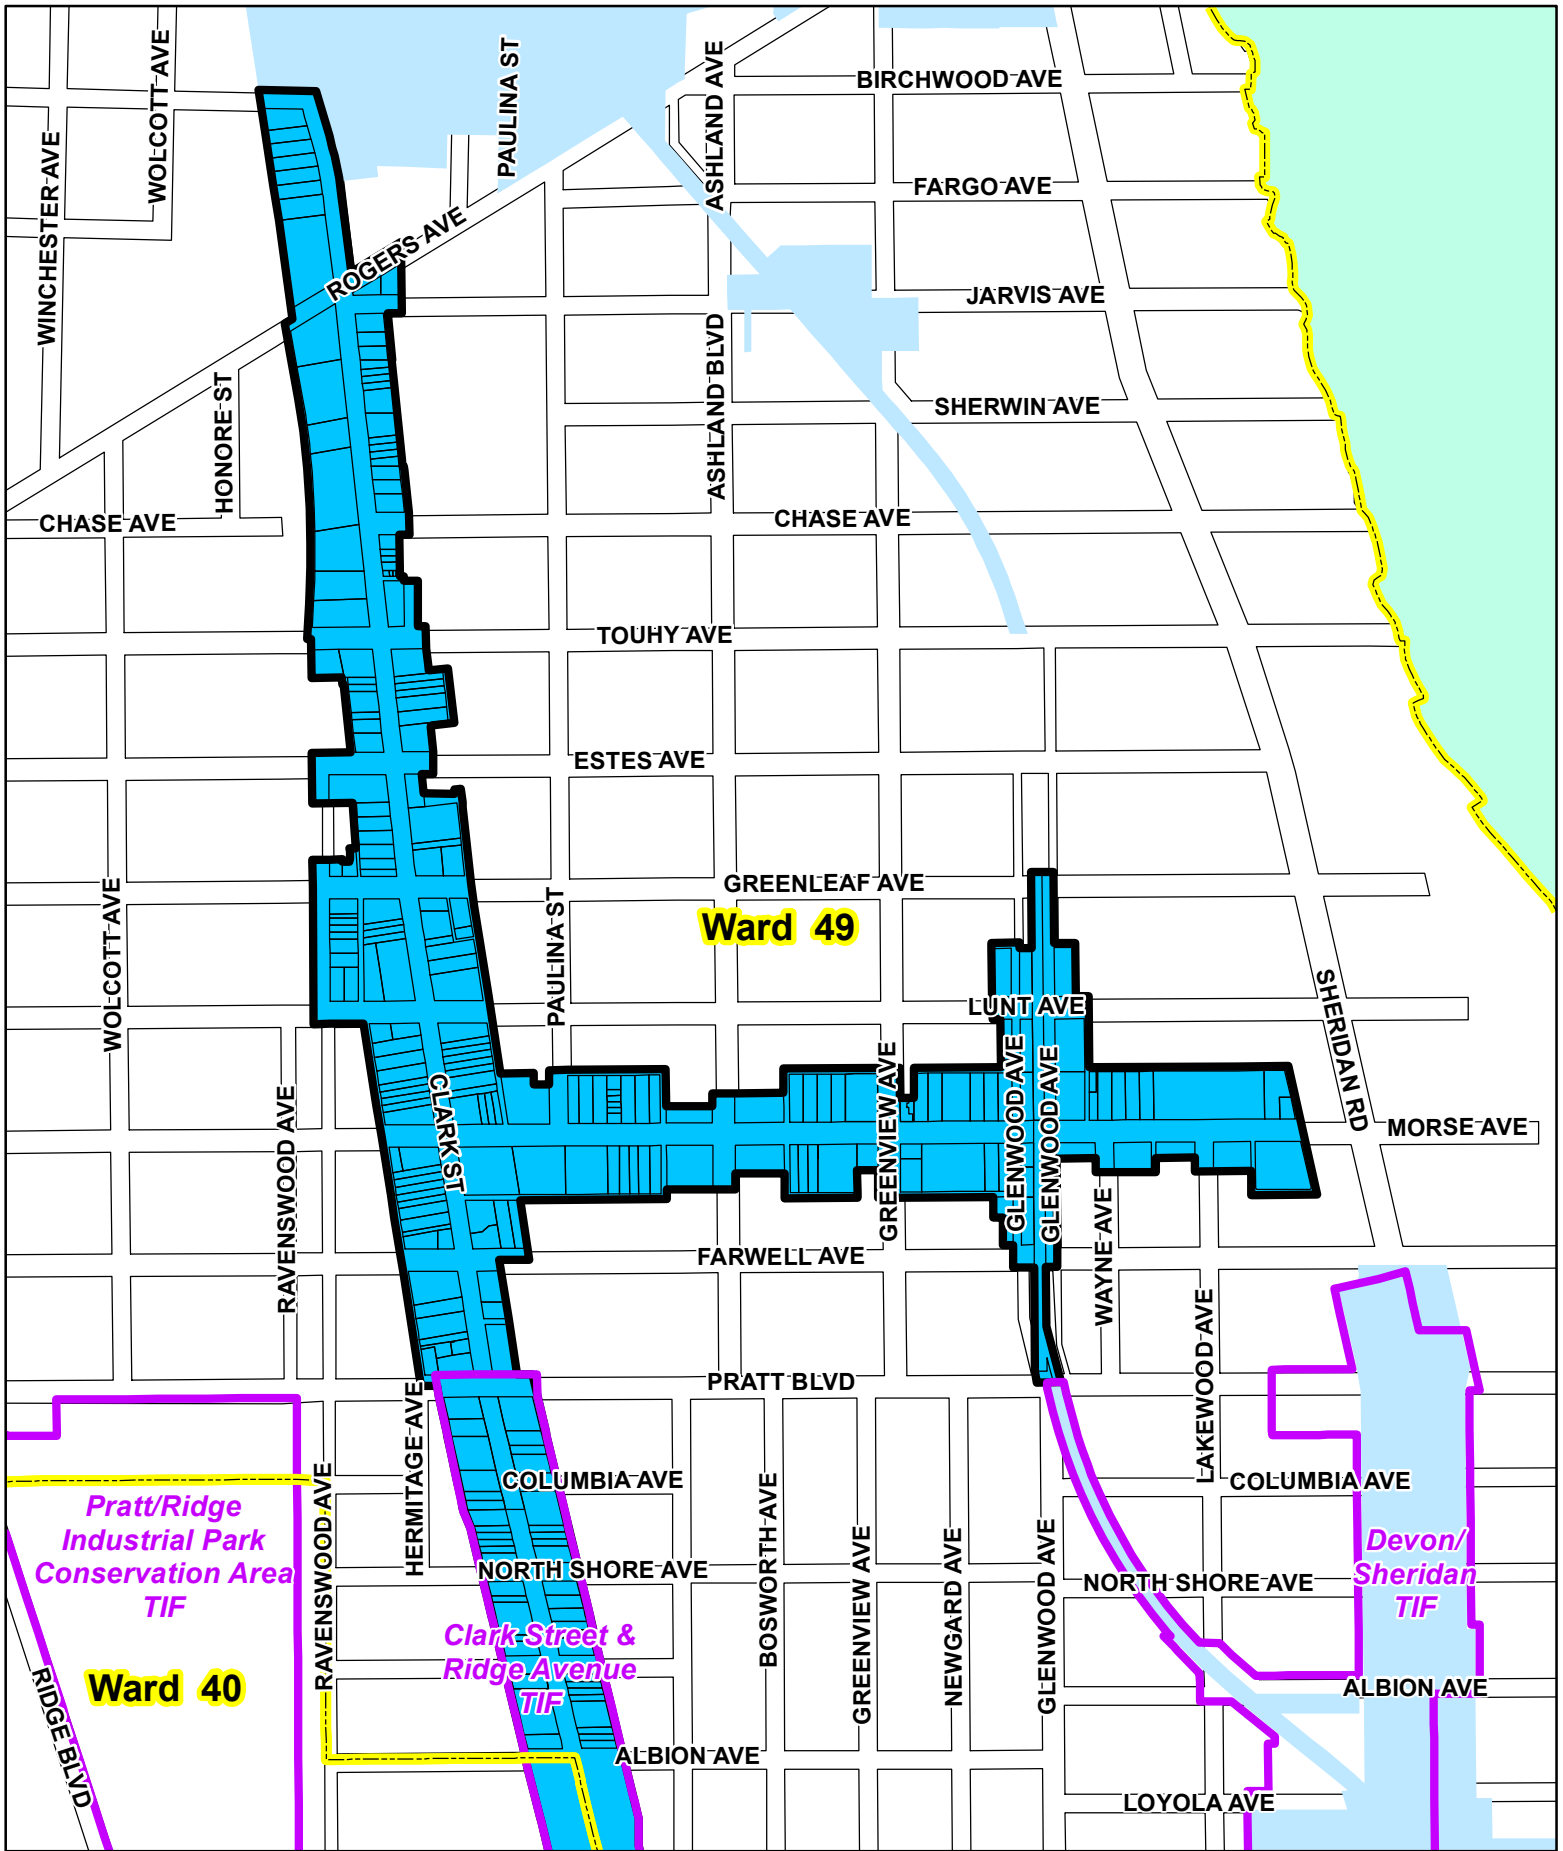 PAULINA ST
WOLCOTT AVE
ASHLAND AVE
BIRCHWOOD AVE
WINCHESTER AVE
FARGO AVE
ROGERS AVE
JARVIS AVE
ASHLAND BLVD
HONORE ST
SHERWIN AVE
CHASE AVE
CHASE AVE
TOUHY AVE
ESTES AVE
GREENLEAF AVE
WOLCOTT AVE
PAULINA ST
Ward 49
LUNT AVE
SHERIDAN RD
GREENVIEW AVE
GLENWOOD AVE
GLENWOOD AVE
CLARK ST
RAVENSWOOD AVE
MORSE AVE
WAYNE AVE
FARWELL AVE
LAKEWOOD AVE
PRATT BLVD
HERMITAGE AVE
COLUMBIA AVE
COLUMBIA AVE
RAVENSWOOD AVE
Pratt/Ridge
Industrial Park
Conservation Area
TIF
BOSWORTH AVE
GREENVIEW AVE
NEWGARD AVE
GLENWOOD AVE
NORTH SHORE AVE
NORTH SHORE AVE
Devon/
Sheridan
TIF
Clark Street &
Ridge Avenue
TIF
Ward 40
RIDGE BLVD
ALBION AVE
ALBION AVE
LOYOLA AVE